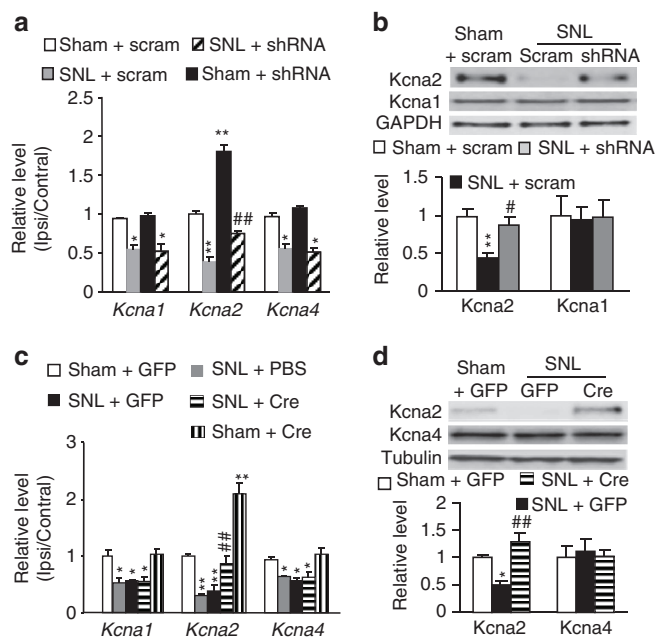 a
Sham + scram SNL + shRNA
SNL + scram Sham + shRNA
Relative level
(Ipsi/Contral)
2.5
2
1.5
1
0.5
0
*
*
**
**
##
*
*
Kcna1 Kcna2 Kcna4
b
Sham SNL
+ scram Scram shRNA
Kcna2
Kcna1
GAPDH
Sham + scram SNL + shRNA
SNL + scram
Relative level
1.5
1
0.5
0
**
#
Kcna2 Kcna1
c
Sham + GFP SNL + PBS
SNL + GFP SNL + Cre
Sham + Cre
Relative level
(Ipsi/Contral)
3
2
1
0
* * *
** ** ## **
* * *
Kcna1 Kcna2 Kcna4
d
Sham SNL
+ GFP GFP Cre
Kcna2
Kcna4
Tubulin
Sham + GFP SNL + Cre
SNL + GFP
Relative level
2
1.5
1
0.5
0
*
##
Kcna2 Kcna4